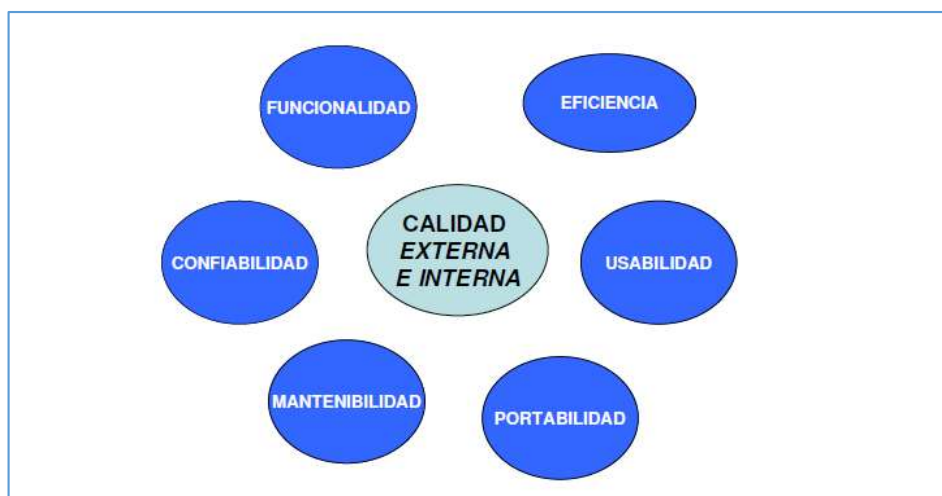 FUNCIONALIDAD
EFICIENCIA
CALIDAD
EXTERNA
E INTERNA
CONFIABILIDAD
USABILIDAD
MANTENIBILIDAD
PORTABILIDAD